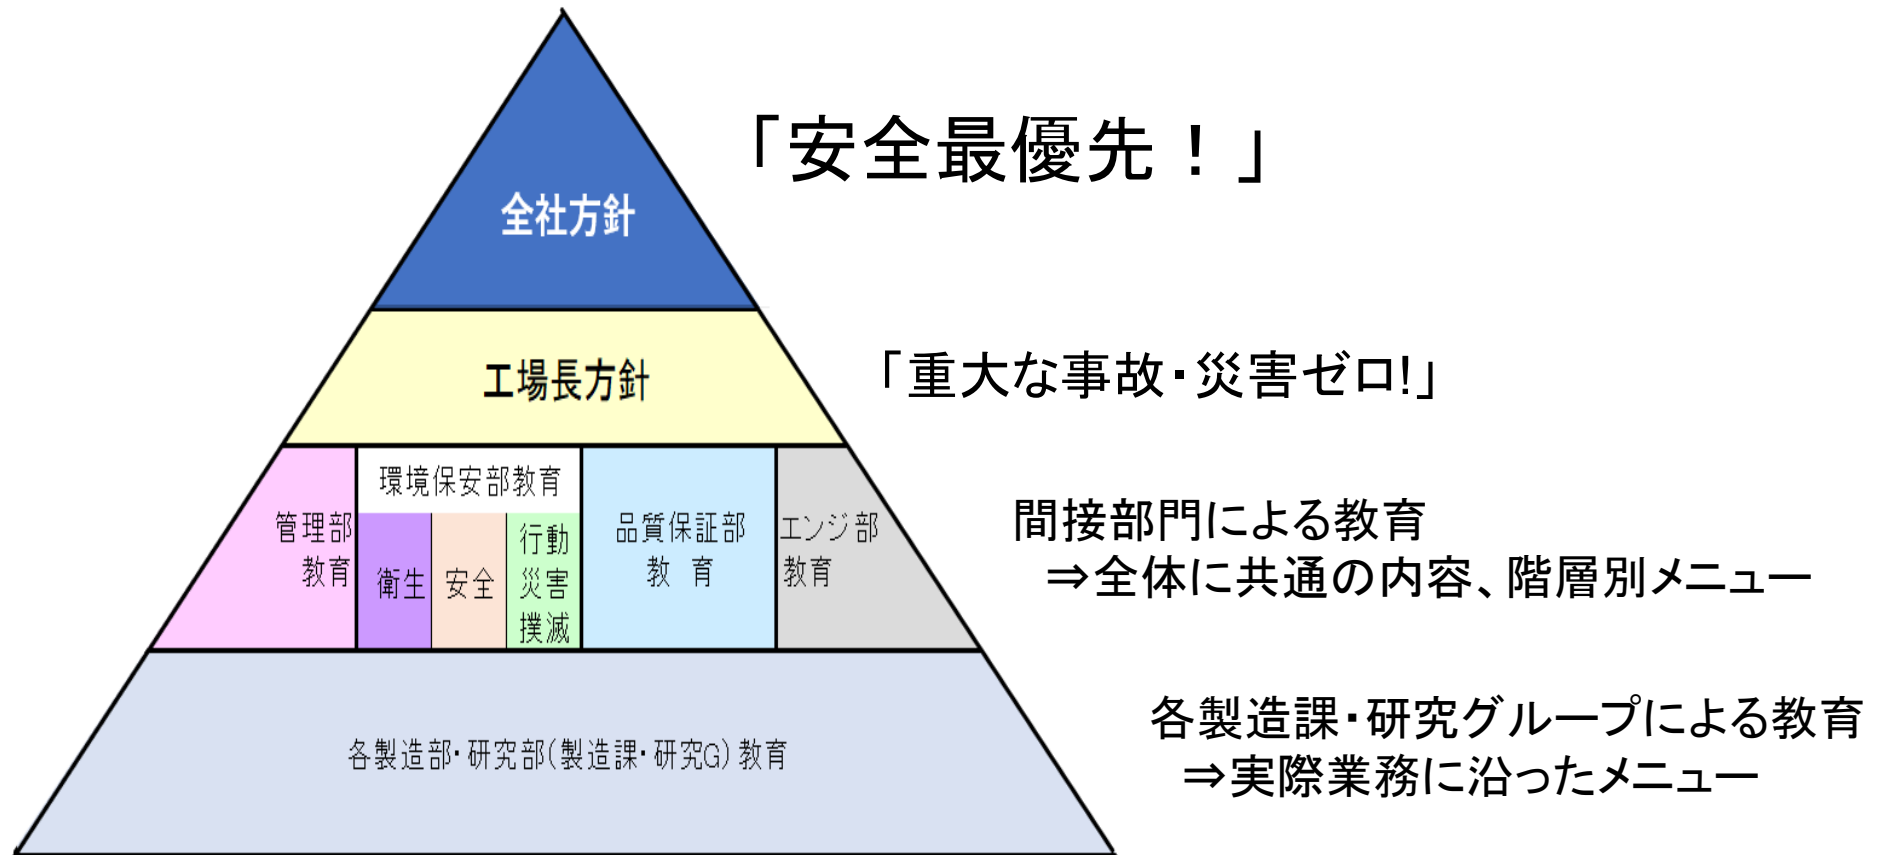 「安全最優先！」
全社方針
工場長方針
「重大な事故・災害ゼロ!」
管理部
教育
環境保安部教育
衛生
安全
行動
災害
撲滅
品質保証部
教　育
エンジ部
教育
間接部門による教育
⇒全体に共通の内容、階層別メニュー
各製造部・研究部(製造課・研究G)教育
各製造課・研究グループによる教育
⇒実際業務に沿ったメニュー